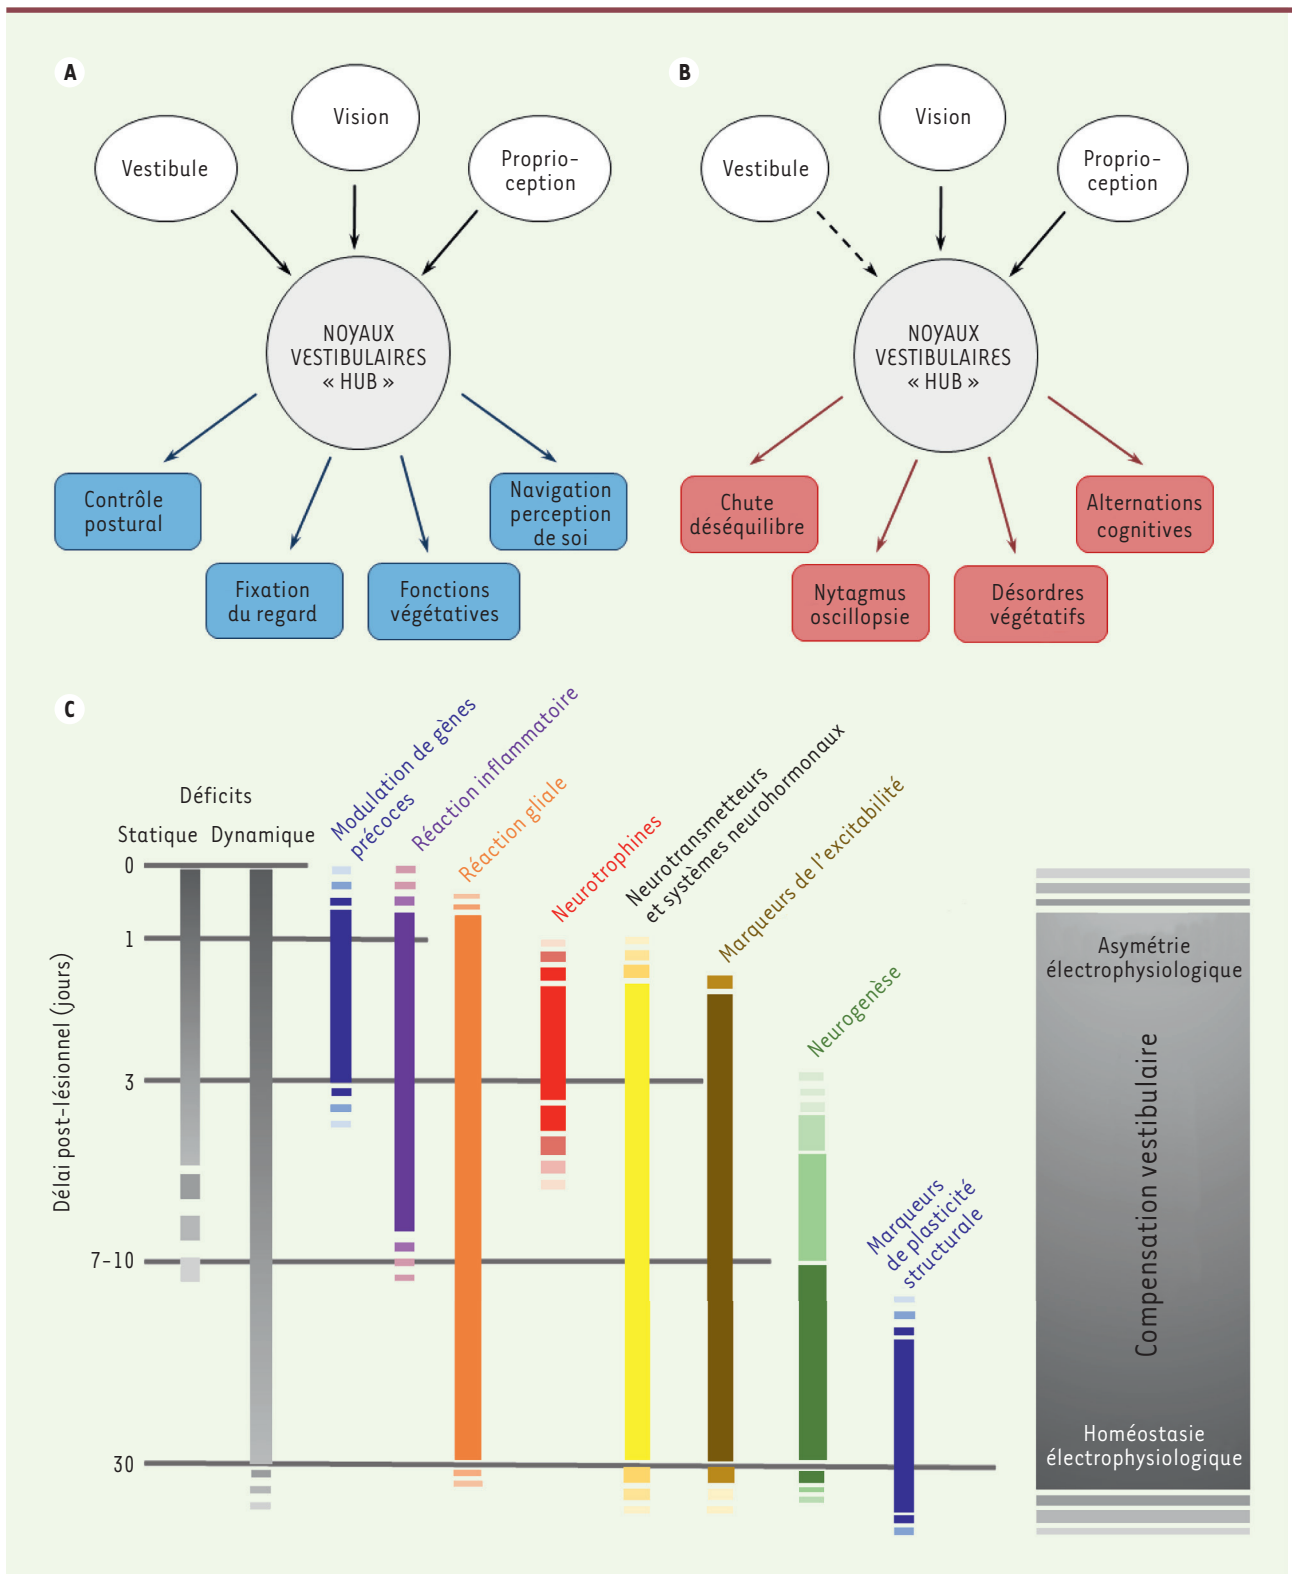 A
Vestibule
Vision
Proprio-
ception
NOYAUX
VESTIBULAIRES
« HUB »
Contrôle
postural
Fixation
du regard
Fonctions
végétatives
Navigation
perception
de soi
B
Vestibule
Vision
Proprio-
ception
NOYAUX
VESTIBULAIRES
« HUB »
Chute
déséquilibre
Nytagmus
oscillopsie
Désordres
végétatifs
Alternations
cognitives
C
Délai post-lésionnel (jours)
Déficits
Statique Dynamique
0
1
3
7-10
30
Modulation de gènes
précoces
Réaction inflammatoire
Réaction gliale
Neurotrophines
Neurotransmetteurs
et systèmes neurohormonaux
Marqueurs de l'excitabilité
Neurogenèse
Marqueurs
de plasticité
structurale
Asymétrie
électrophysiologique
Compensation vestibulaire
Homéostasie
électrophysiologique